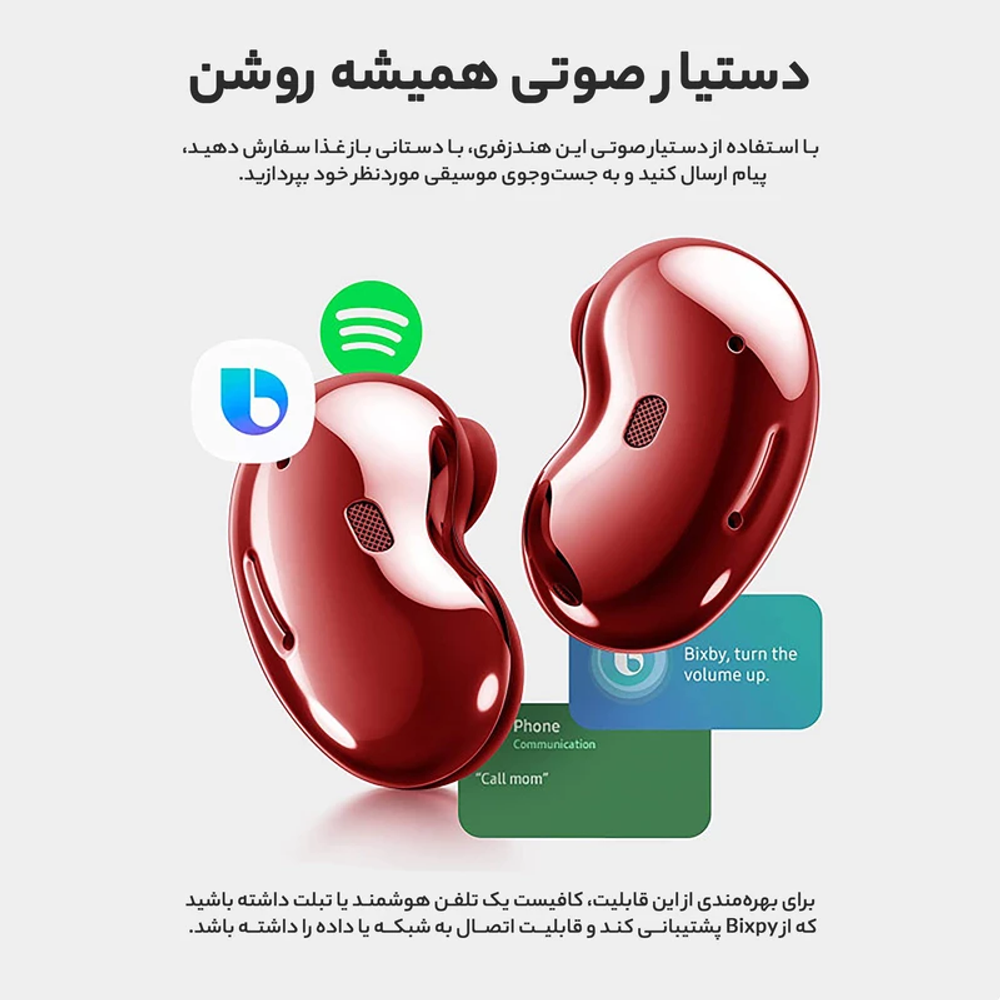 دستیار صوتی همیشه روشن
با استفاده از دستیار صوتی این هندزفری، با دستانی باز غذا سفارش دهید،
پیام ارسال کنید و به جست‌وجوی موسیقی موردنظر خود بپردازید.
Bixby, turn the
volume up.
Phone
Communication
"Call mom"
برای بهره‌مندی از این قابلیت، کافیست یک تلفن هوشمند یا تبلت داشته باشید
که از Bixpy پشتیبانی کند و قابلیت اتصال به شبکه یا داده را داشته باشد.